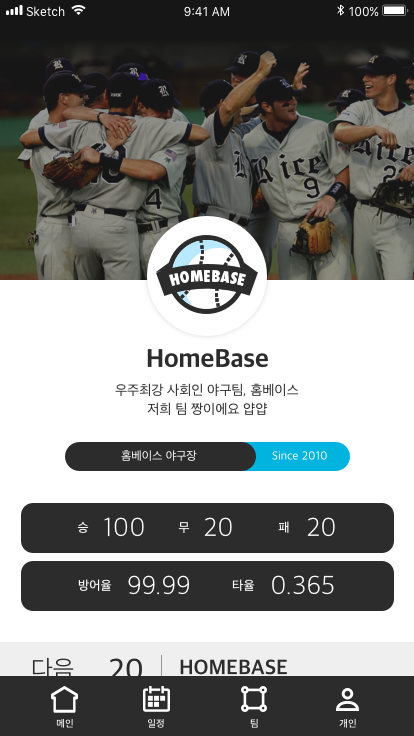 Sketch 9:41 AM 100%
Rice
9
HOMEBASE
HomeBase
우주최강 사회인 야구팀, 홈베이스
저희 팀 짱이에요 얍얍
홈베이스 야구장 Since 2010
승 100 무 20 패 20
방어율 99.99 타율 0.365
다음 20 HOMEBASE
메인 일정 팀 개인